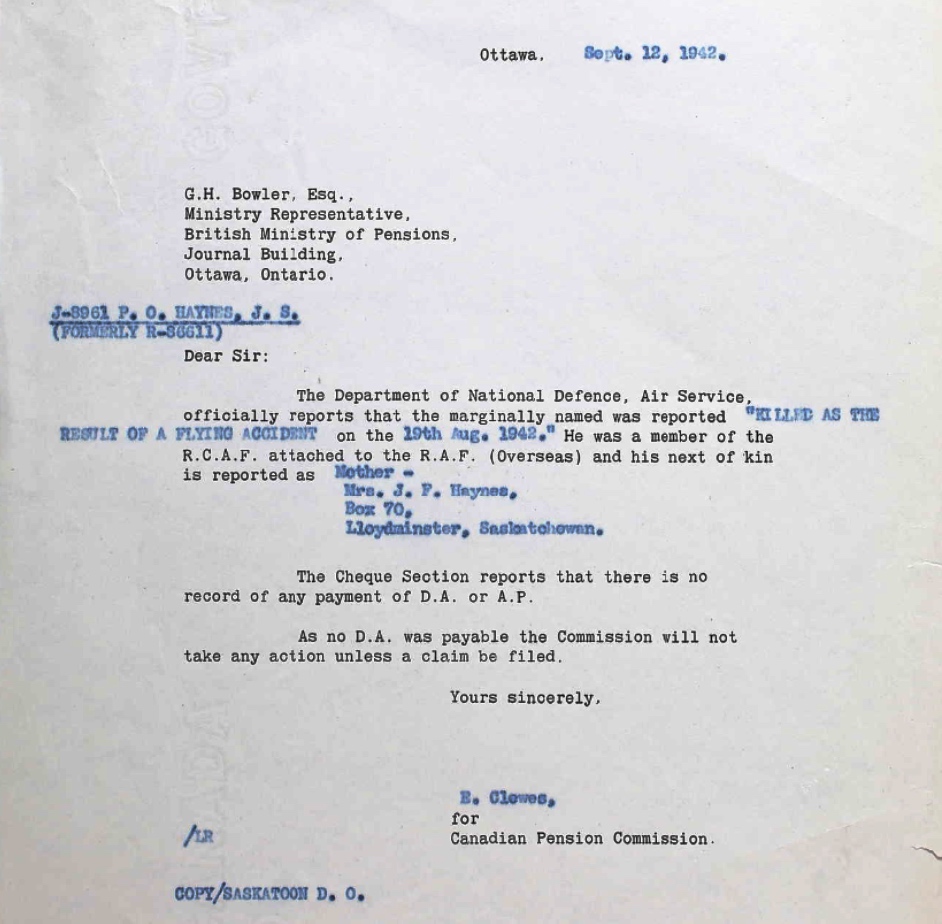 Ottawa, Sept. 12, 1942.
G.H. Bowler, Esq.,
Ministry Representative,
British Ministry of Pensions,
Journal Building,
Ottawa, Ontario.
J-8961 P. O. HAYNES, J. S.
(FORMERLY R-86611)
Dear Sir:
The Department of National Defence, Air Service,
officially reports that the marginally named was reported "KILLED AS THE
RESULT OF A FLYING ACCIDENT on the 19th Aug. 1942." He was a member of the
R.C.A.F. attached to the R.A.F. (Overseas) and his next of kin
is reported as Mother -
Mrs. J. F. Haynes,
Box 70,
Lloydminster, Saskatchewan.
The Cheque Section reports that there is no
record of any payment of D.A. or A.P.
As no D.A. was payable the Commission will not
take any action unless a claim be filed.
Yours sincerely,
E. Clowes,
for
Canadian Pension Commission.
/LR
COPY/SASKATOON D. O.